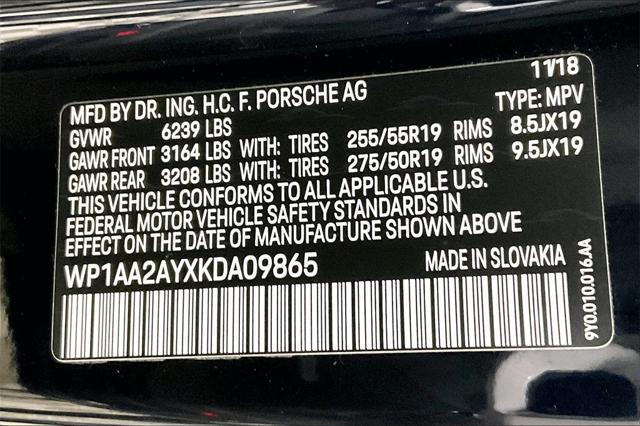 MFD BY DR. ING. H.C. F. PORSCHE AG 11/18
GVWR 6239 LBS TYPE: MPV
GAWR FRONT 3164 LBS WITH: TIRES 255/55R19 RIMS 8.5JX19
GAWR REAR 3208 LBS WITH: TIRES 275/50R19 RIMS 9.5JX19
THIS VEHICLE CONFORMS TO ALL APPLICABLE U.S.
FEDERAL MOTOR VEHICLE SAFETY STANDARDS IN
EFFECT ON THE DATE OF MANUFACTURE SHOWN ABOVE
WP1AA2AYXKDA09865 MADE IN SLOVAKIA
9Y0.010.016.AA